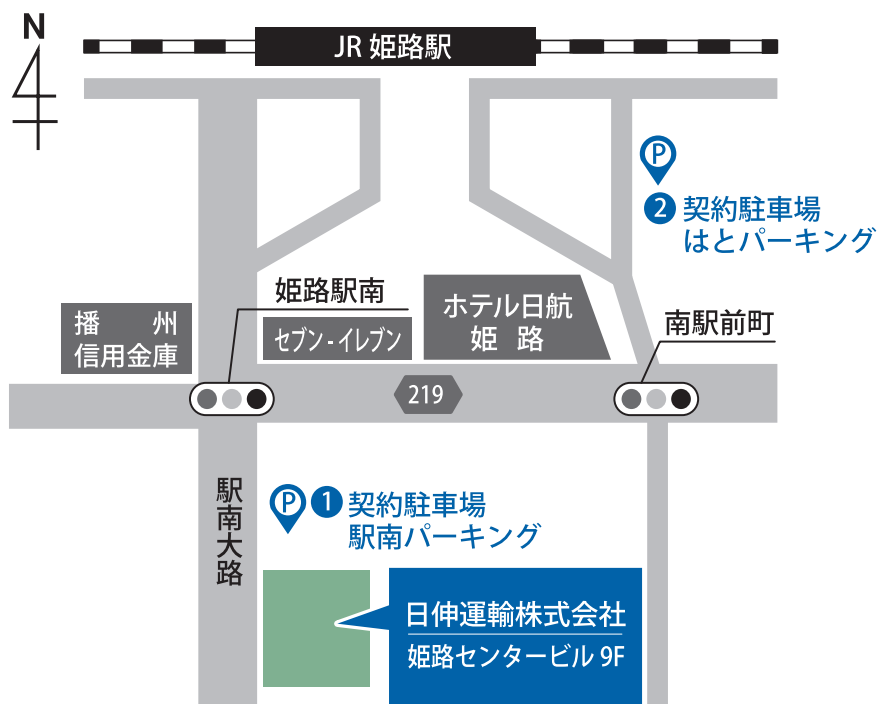 N
JR 姫路駅
P
2 契約駐車場
はとパーキング
姫路駅南
播 州
信用金庫
セブン - イレブン
ホテル日航
姫 路
南駅前町
219
駅南大路
P 1 契約駐車場
駅南パーキング
日伸運輸株式会社
姫路センタービル 9F